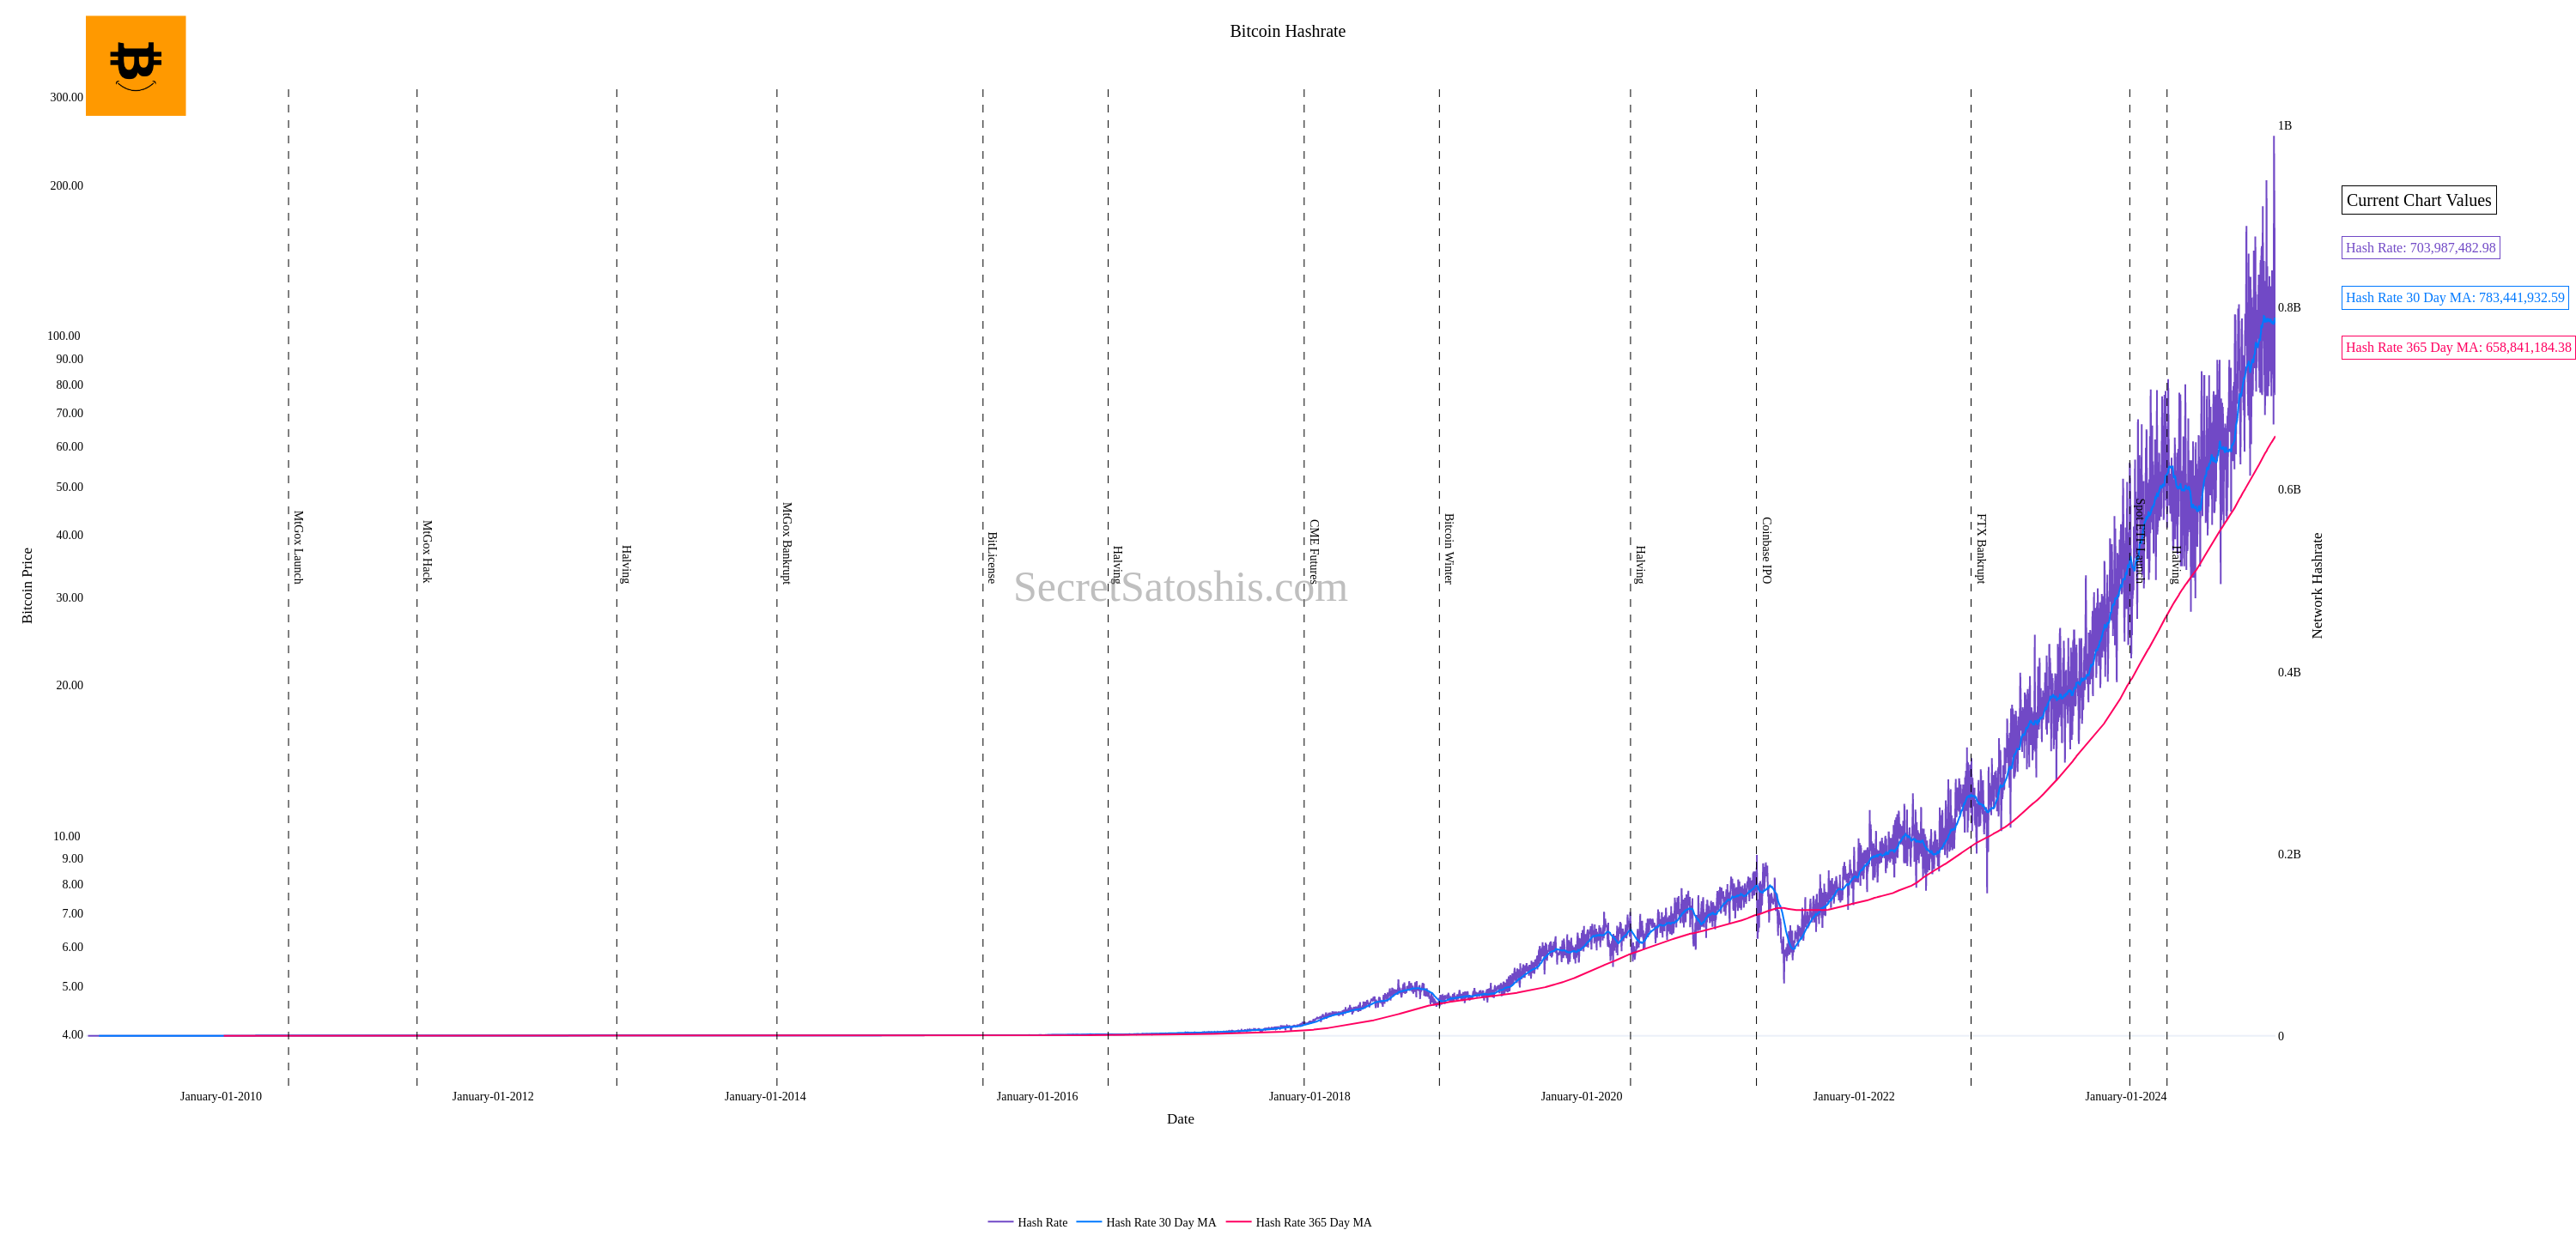 Bitcoin Hashrate
300.00
200.00
100.00
90.00
80.00
70.00
60.00
50.00
40.00
30.00
20.00
10.00
9.00
8.00
7.00
6.00
5.00
4.00
Bitcoin Price
1B
0.8B
0.6B
0.4B
0.2B
0
Network Hashrate
MtGox Launch
MtGox Hack
Halving
MtGox Bankrupt
BitLicense
Halving
CME Futures
Bitcoin Winter
Halving
Coinbase IPO
FTX Bankrupt
Spot ETF Launch
Halving
SecretSatoshis.com
Current Chart Values
Hash Rate: 703,987,482.98
Hash Rate 30 Day MA: 783,441,932.59
Hash Rate 365 Day MA: 658,841,184.38
January-01-2010
January-01-2012
January-01-2014
January-01-2016
January-01-2018
January-01-2020
January-01-2022
January-01-2024
Date
Hash Rate
Hash Rate 30 Day MA
Hash Rate 365 Day MA